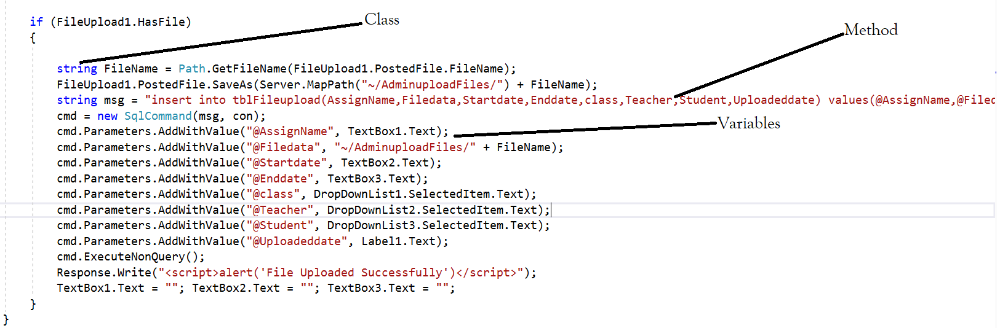 if (FileUpload1.HasFile)
Class
{
Method
string FileName = Path.GetFileName(FileUpload1.PostedFile.FileName);
FileUpload1.PostedFile.SaveAs(Server.MapPath("~/AdminuploadFiles/") + FileName);
string msg = "insert into tblFileupload(AssignName,Filedata,Startdate,Enddate,class,Teacher,Student,Uploadeddate) values(@AssignName,@Filed
cmd = new SqlCommand(msg, con);
cmd.Parameters.AddWithValue("@AssignName", TextBox1.Text);
Variables
cmd.Parameters.AddWithValue("@Filedata", "~/AdminuploadFiles/" + FileName);
cmd.Parameters.AddWithValue("@Startdate", TextBox2.Text);
cmd.Parameters.AddWithValue("@Enddate", TextBox3.Text);
cmd.Parameters.AddWithValue("@class", DropDownList1.SelectedItem.Text);
cmd.Parameters.AddWithValue("@Teacher", DropDownList2.SelectedItem.Text);
cmd.Parameters.AddWithValue("@Student", DropDownList3.SelectedItem.Text);
cmd.Parameters.AddWithValue("@Uploadeddate", Label1.Text);
cmd.ExecuteNonQuery();
Response.Write("<script>alert('File Uploaded Successfully')</script>");
TextBox1.Text = ""; TextBox2.Text = ""; TextBox3.Text = "";
}
}